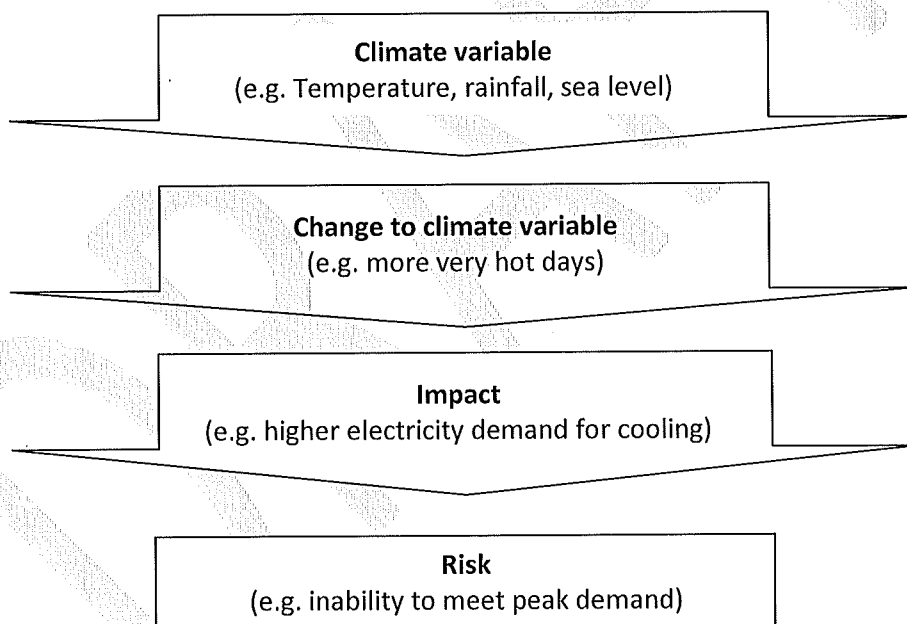 Climate variable
(e.g. Temperature, rainfall, sea level)
Change to climate variable
(e.g. more very hot days)
Impact
(e.g. higher electricity demand for cooling)
Risk
(e.g. inability to meet peak demand)